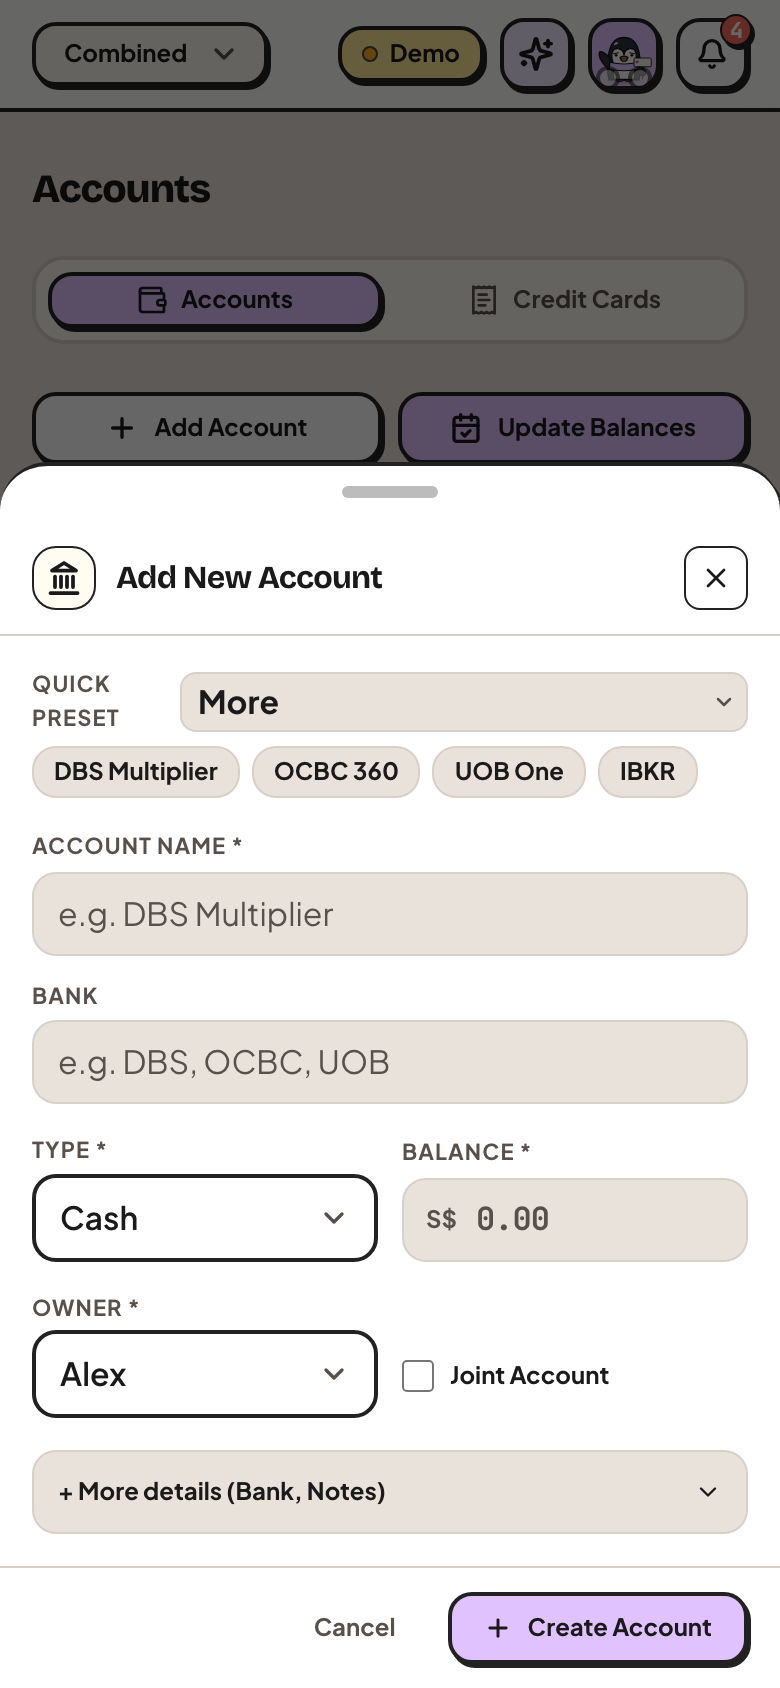 Combined
Demo
4
Accounts
Accounts
Credit Cards
Add Account
Update Balances
Add New Account
QUICK
PRESET
More
DBS Multiplier
OCBC 360
UOB One
IBKR
ACCOUNT NAME *
e.g. DBS Multiplier
BANK
e.g. DBS, OCBC, UOB
TYPE *
BALANCE *
Cash
S$ 0.00
OWNER *
Alex
Joint Account
+ More details (Bank, Notes)
Cancel
+ Create Account